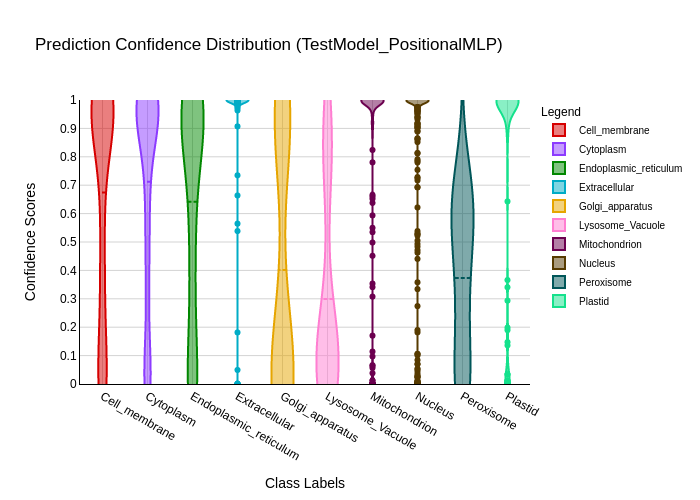 Prediction Confidence Distribution (TestModel_PositionalMLP)
Legend
Cell_membrane
Cytoplasm
Endoplasmic_reticulum
Extracellular
Golgi_apparatus
Lysosome_Vacuole
Mitochondrion
Nucleus
Peroxisome
Plastid
Confidence Scores
1
0.9
0.8
0.7
0.6
0.5
0.4
0.3
0.2
0.1
0
Cell_membrane
Cytoplasm
Endoplasmic_reticulum
Extracellular
Golgi_apparatus
Lysosome_Vacuole
Mitochondrion
Nucleus
Peroxisome
Plastid
Class Labels